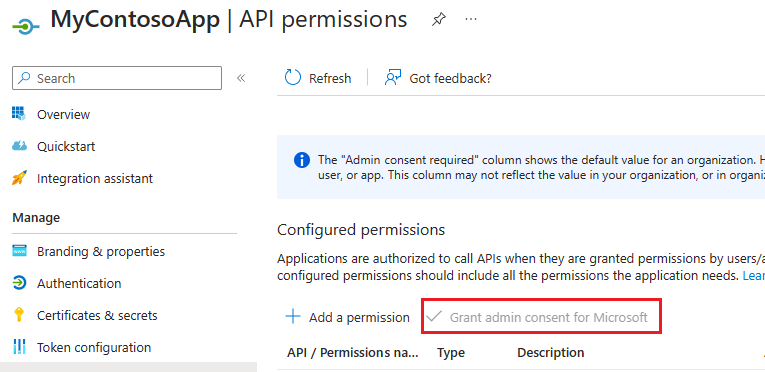 MyContosoApp | API permissions
Search
Refresh
Got feedback?
Overview
Quickstart
Integration assistant
Manage
Branding & properties
Authentication
Certificates & secrets
Token configuration
The "Admin consent required" column shows the default value for an organization. H
user, or app. This column may not reflect the value in your organization, or in organiz
Configured permissions
Applications are authorized to call APIs when they are granted permissions by users/a
configured permissions should include all the permissions the application needs. Lear
Add a permission
Grant admin consent for Microsoft
API / Permissions na...
Type
Description